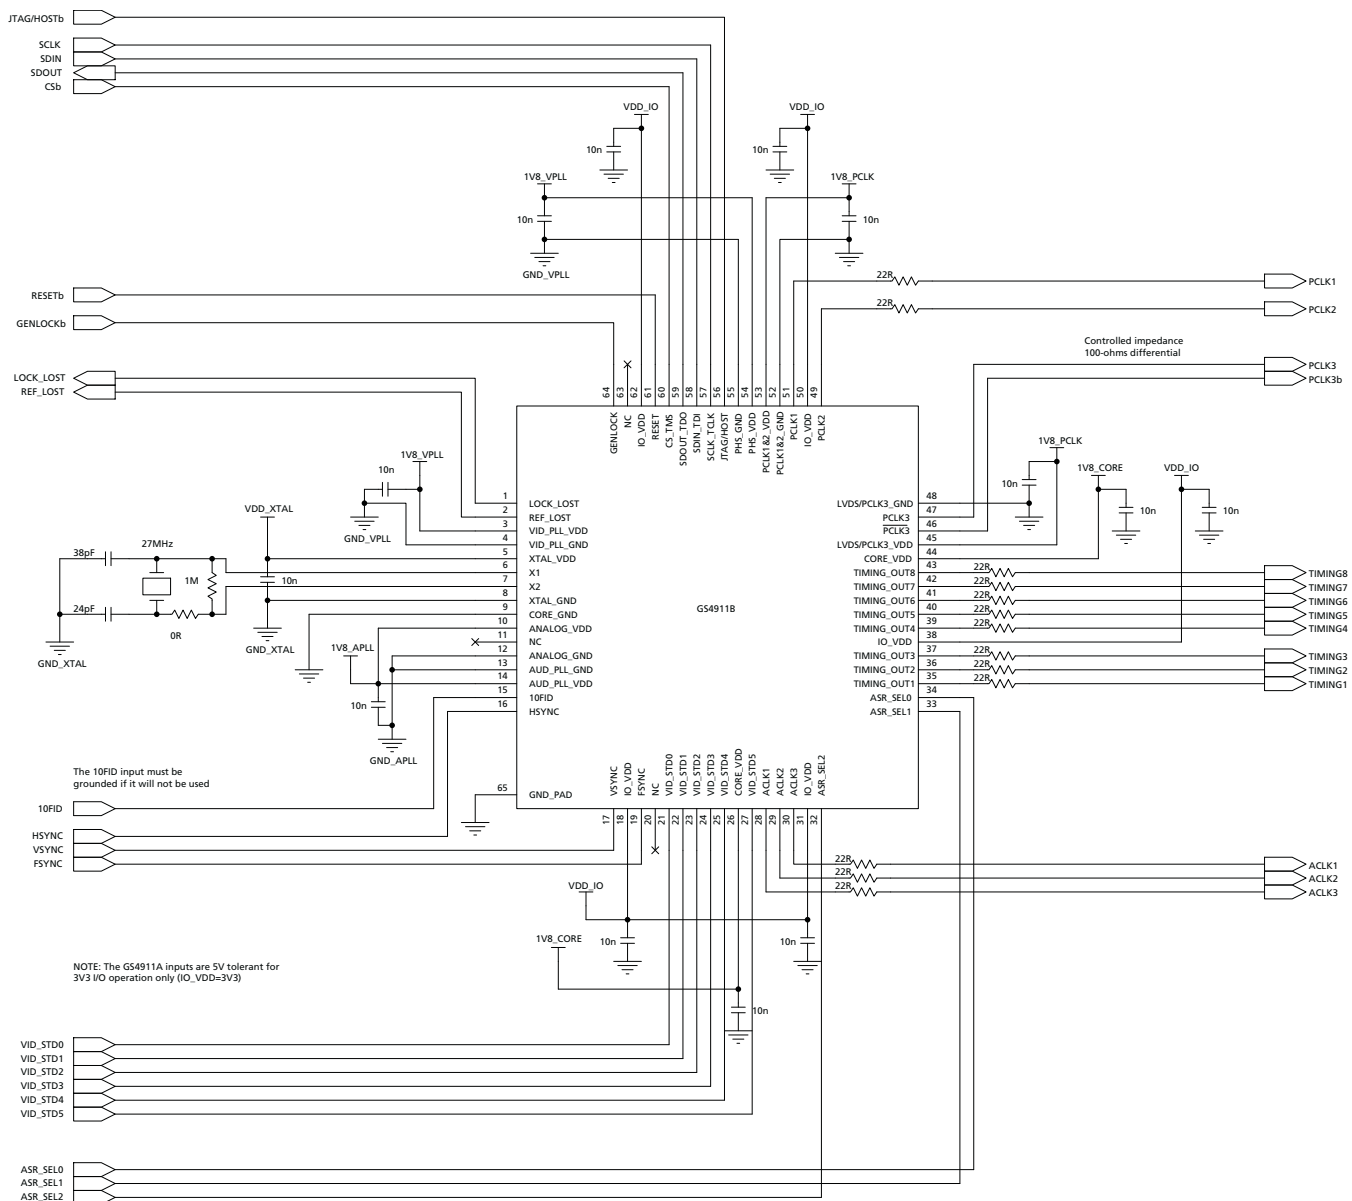 JTAG/HOSTb
SCLK
SDIN
SDOUT
CSb
VDD_IO
VDD_IO
10n
10n
1V8_VPLL
1V8_PCLK
10n
10n
GND_VPLL
22R
PCLK1
RESETb
22R
PCLK2
GENLOCKb
Controlled impedance
100-ohms differential
PCLK3
LOCK_LOST
PCLK3b
REF_LOST
64
63
62
61
60
59
58
57
56
55
54
53
52
51
50
49
GENLOCK
NC
IO_VDD
RESET
CS_TMS
SDOUT_TDO
SDIN_TDI
SCLK_TCLK
JTAG/HOST
PHS_GND
PHS_VDD
PCLK1&2_VDD
PCLK1&2_GND
PCLK1
IO_VDD
PCLK2
1V8_VPLL
10n
GND_VPLL
1V8_PCLK
10n
1V8_CORE
10n
VDD_IO
10n
VDD_XTAL
27MHz
38pF
1M
10n
24pF
0R
GND_XTAL
GND_XTAL
1V8_APLL
10n
GND_APLL
1 LOCK_LOST
2 REF_LOST
3 VID_PLL_VDD
4 VID_PLL_GND
5 XTAL_VDD
6 X1
7 X2
8 XTAL_GND
9 CORE_GND
10 ANALOG_VDD
11 NC
12 ANALOG_GND
13 AUD_PLL_GND
14 AUD_PLL_VDD
15 10FID
16 HSYNC
65 GND_PAD
GS4911B
LVDS/PCLK3_GND 48
PCLK3 47
PCLK3 46
LVDS/PCLK3_VDD 45
CORE_VDD 44
TIMING_OUT8 43 22R TIMING8
TIMING_OUT7 42 22R TIMING7
TIMING_OUT6 41 22R TIMING6
TIMING_OUT5 40 22R TIMING5
TIMING_OUT4 39 22R TIMING4
IO_VDD 38
TIMING_OUT3 37 22R TIMING3
TIMING_OUT2 36 22R TIMING2
TIMING_OUT1 35 22R TIMING1
ASR_SEL0 34
ASR_SEL1 33
VSYNC
IO_VDD
FSYNC
NC
VID_STD0
VID_STD1
VID_STD2
VID_STD3
VID_STD4
CORE_VDD
VID_STD5
ACLK1
ACLK2
ACLK3
IO_VDD
ASR_SEL2
17
18
19
20
21
22
23
24
25
26
27
28
29
30
31
32
The 10FID input must be
grounded if it will not be used
10FID
HSYNC
VSYNC
FSYNC
22R ACLK1
22R ACLK2
22R ACLK3
VDD_IO
10n
10n
1V8_CORE
10n
NOTE: The GS4911A inputs are 5V tolerant for
3V3 I/O operation only (IO_VDD=3V3)
VID_STD0
VID_STD1
VID_STD2
VID_STD3
VID_STD4
VID_STD5
ASR_SEL0
ASR_SEL1
ASR_SEL2